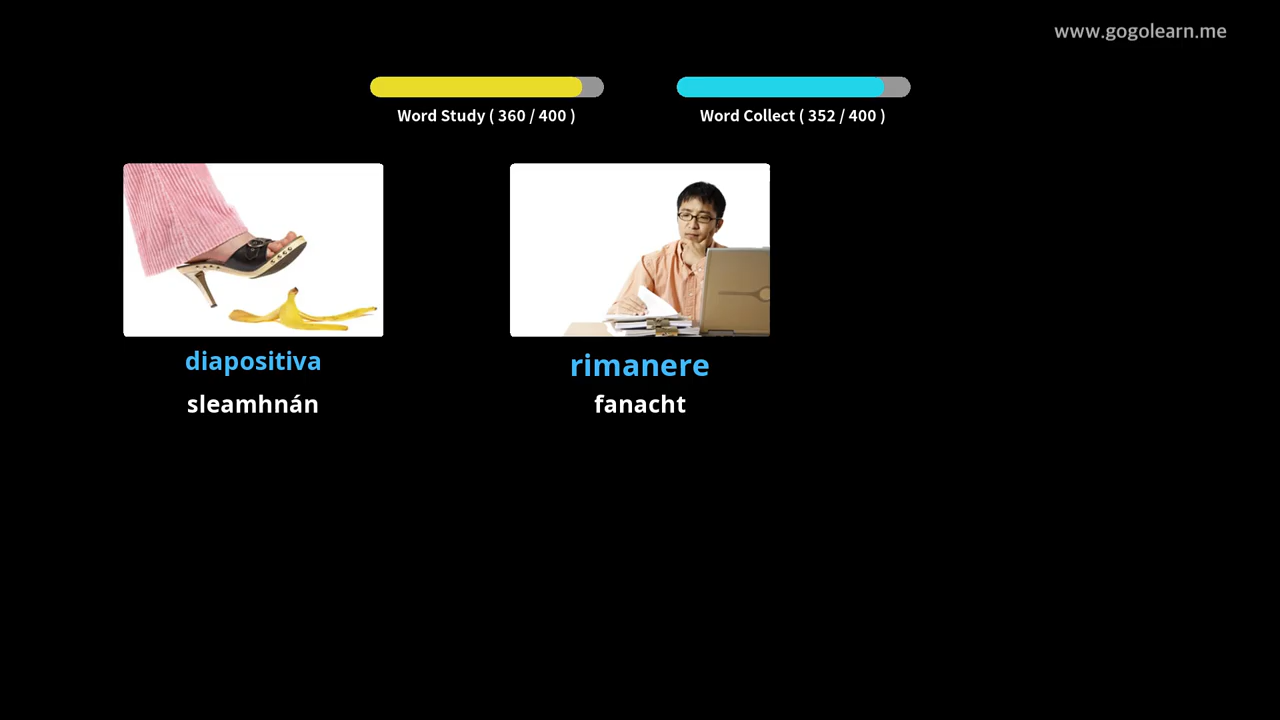 www.gogolearn.me
Word Study ( 360 / 400 )
Word Collect ( 352 / 400 )
diapositiva
sleamhnán
rimanere
fanacht